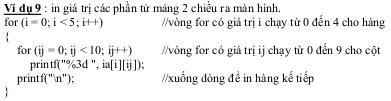 Ví dụ 9 : in giá trị các phần tử mảng 2 chiều ra màn hình.
for (i = 0; i < 5; i++) //vòng for có giá trị i chạy từ 0 đến 4 cho hàng
{
for (ij = 0; ij < 10; ij++) //vòng for có giá trị ij chạy từ 0 đến 9 cho cột
printf("%3d ", ia[i][ij]);
printf("\n"); //xuống dòng để in hàng kế tiếp
}